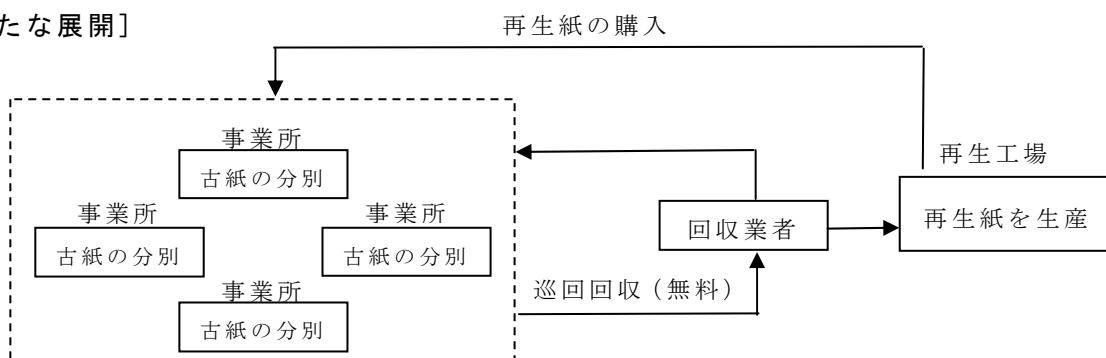 たな展開]
再生紙の購入
事業所
古紙の分別
再生工場
再生紙を生産
事業所
古紙の分別
事業所
古紙の分別
回収業者
巡回回収(無料)
事業所
古紙の分別